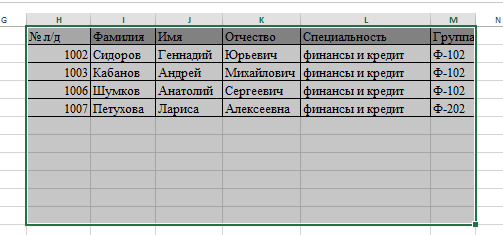 G H I J K L M N
№ л/д Фамилия Имя Отчество Специальность Группа
1002 Сидоров Геннадий Юрьевич финансы и кредит Ф-102
1003 Кабанов Андрей Михайлович финансы и кредит Ф-102
1006 Шумков Анатолий Сергеевич финансы и кредит Ф-102
1007 Петухова Лариса Алексеевна финансы и кредит Ф-202